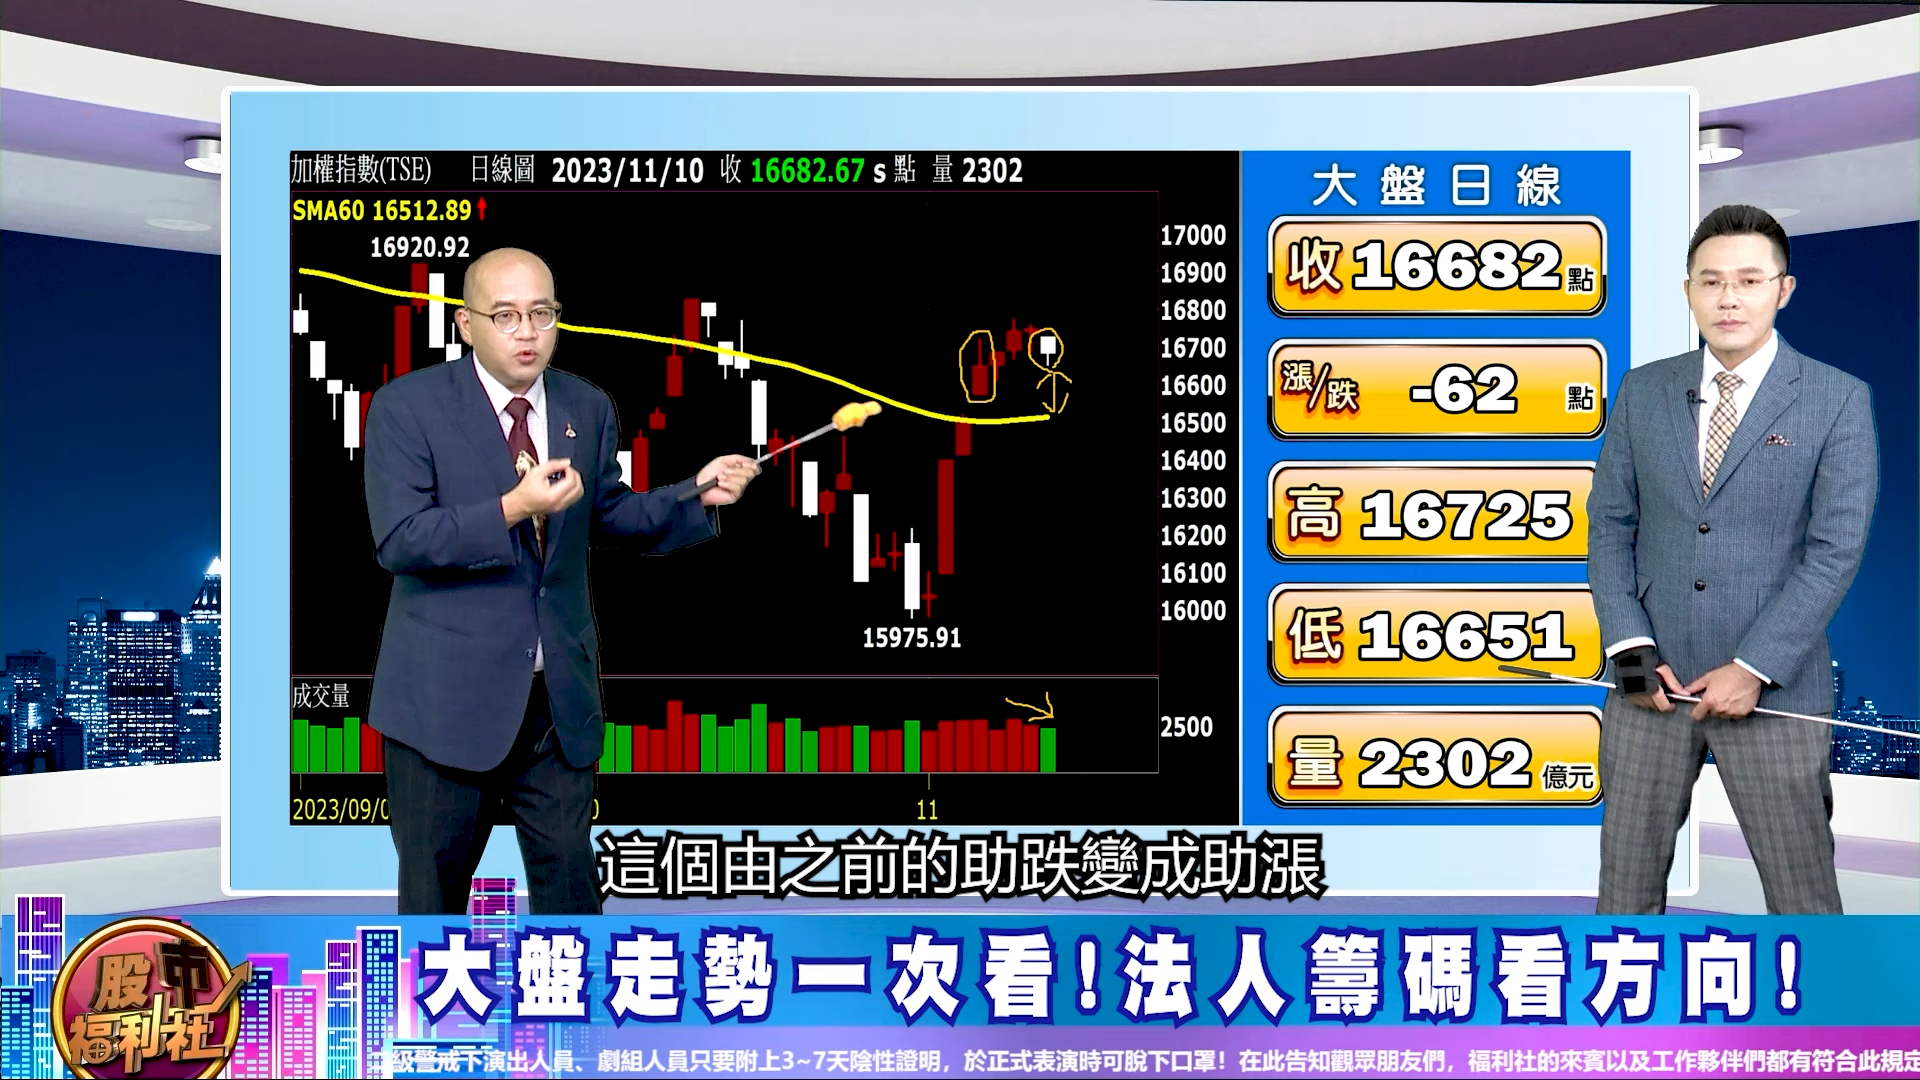 加權指數(TSE) 日線圖 2023/11/10 收 16682.67 s 點 量 2302
SMA60 16512.89↑
16920.92
17000
16900
16800
16700
16600
16500
16400
16300
16200
16100
16000
15975.91
成交量
2500
2023/09/0
11
大盤日線
收 16682 點
漲/跌 -62 點
高 16725
低 16651
量 2302 億元
這個由之前的助跌變成助漲
大盤走勢一次看!法人籌碼看方向!
股市福利社
級警戒下演出人員、劇組人員只要附上3~7天陰性證明，於正式表演時可脫下口罩！在此告知觀眾朋友們，福利社的來賓以及工作夥伴們都有符合此規定